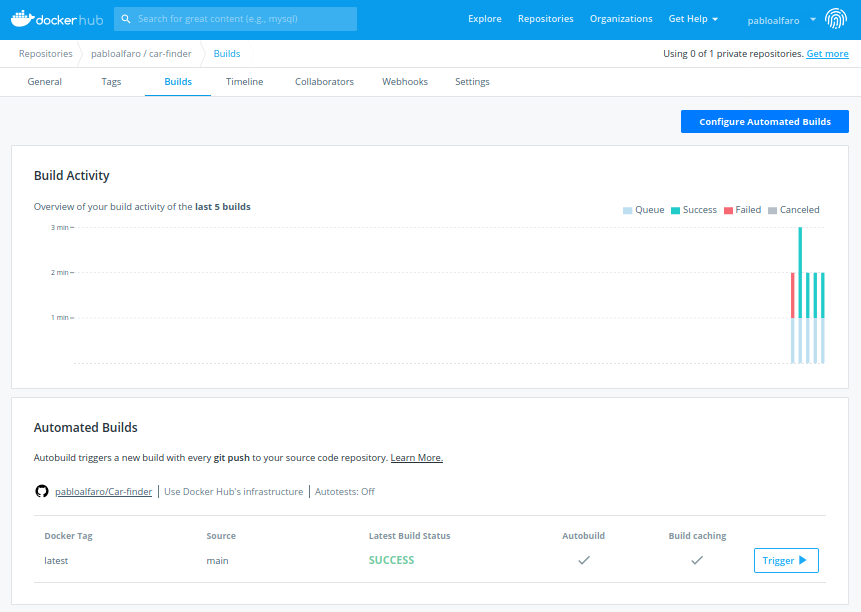 docker hub
Search for great content (e.g., mysql)
Explore Repositories Organizations Get Help pabloalfaro
Repositories pabloalfaro / car-finder Builds Using 0 of 1 private repositories. Get more
General Tags Builds Timeline Collaborators Webhooks Settings
Configure Automated Builds
Build Activity
Overview of your build activity of the last 5 builds
Queue Success Failed Canceled
3 min
2 min
1 min
Automated Builds
Autobuild triggers a new build with every git push to your source code repository. Learn More.
pabloalfaro/Car-finder Use Docker Hub's infrastructure Autotests: Off
Docker Tag Source Latest Build Status Autobuild Build caching
latest main SUCCESS Trigger